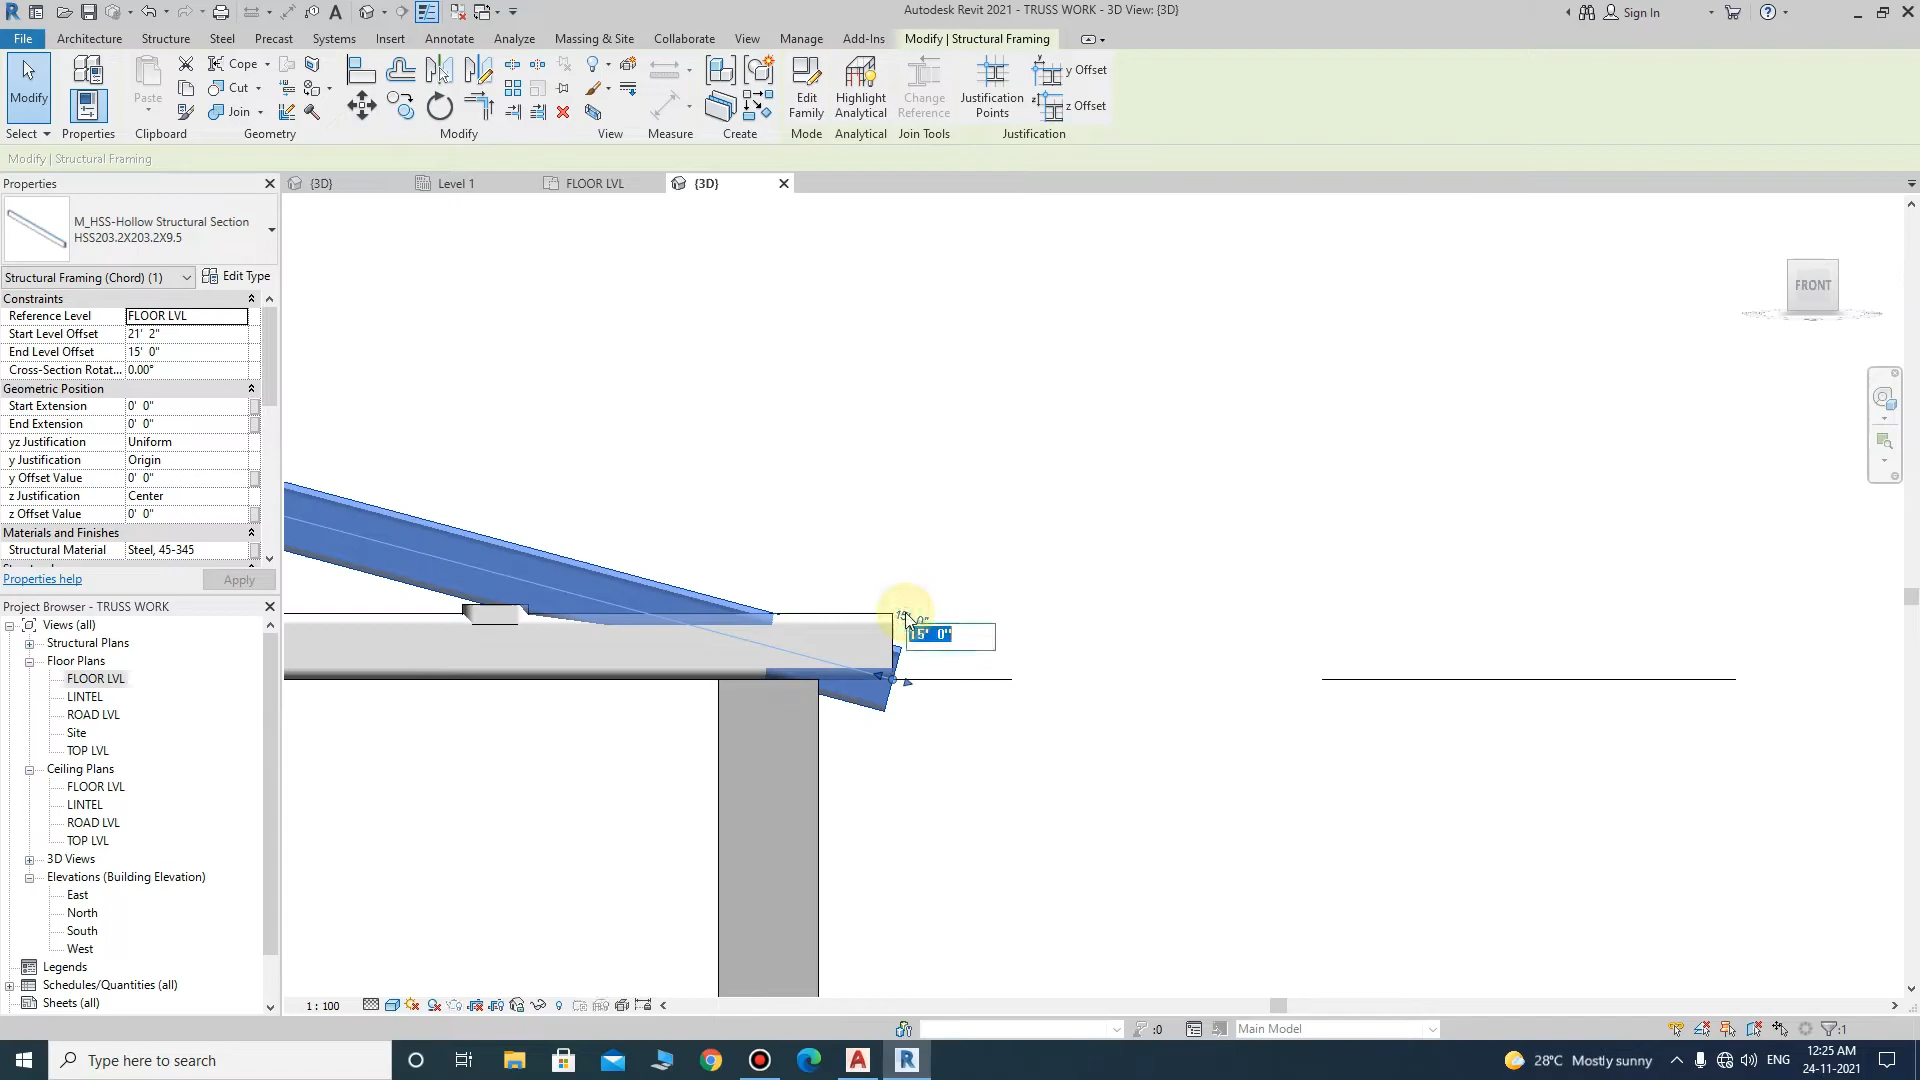 Autodesk Revit 2021 - TRUSS WORK - 3D View: {3D}
Sign In
File Architecture Structure Steel Precast Systems Insert Annotate Analyze Massing & Site Collaborate View Manage Add-Ins Modify | Structural Framing
Modify Paste Cope Cut Join Edit Family Highlight Analytical Change Reference Justification Points y Offset z Offset
Select Properties Clipboard Geometry Modify View Measure Create Mode Analytical Join Tools Justification
Modify | Structural Framing
Properties
{3D} Level 1 FLOOR LVL {3D}
M_HSS-Hollow Structural Section
HSS203.2X203.2X9.5
Structural Framing (Chord) (1) Edit Type
Constraints
Reference Level FLOOR LVL
Start Level Offset 21' 2"
End Level Offset 15' 0"
Cross-Section Rotat... 0.00°
Geometric Position
Start Extension 0' 0"
End Extension 0' 0"
yz Justification Uniform
y Justification Origin
y Offset Value 0' 0"
z Justification Center
z Offset Value 0' 0"
Materials and Finishes
Structural Material Steel, 45-345
Properties help Apply
FRONT
15' 0"
Project Browser - TRUSS WORK
Views (all)
Structural Plans
Floor Plans
FLOOR LVL
LINTEL
ROAD LVL
Site
TOP LVL
Ceiling Plans
FLOOR LVL
LINTEL
ROAD LVL
TOP LVL
3D Views
Elevations (Building Elevation)
East
North
South
West
Legends
Schedules/Quantities (all)
Sheets (all)
1 : 100
:0 Main Model :1
Type here to search
28°C Mostly sunny ENG
12:25 AM
24-11-2021